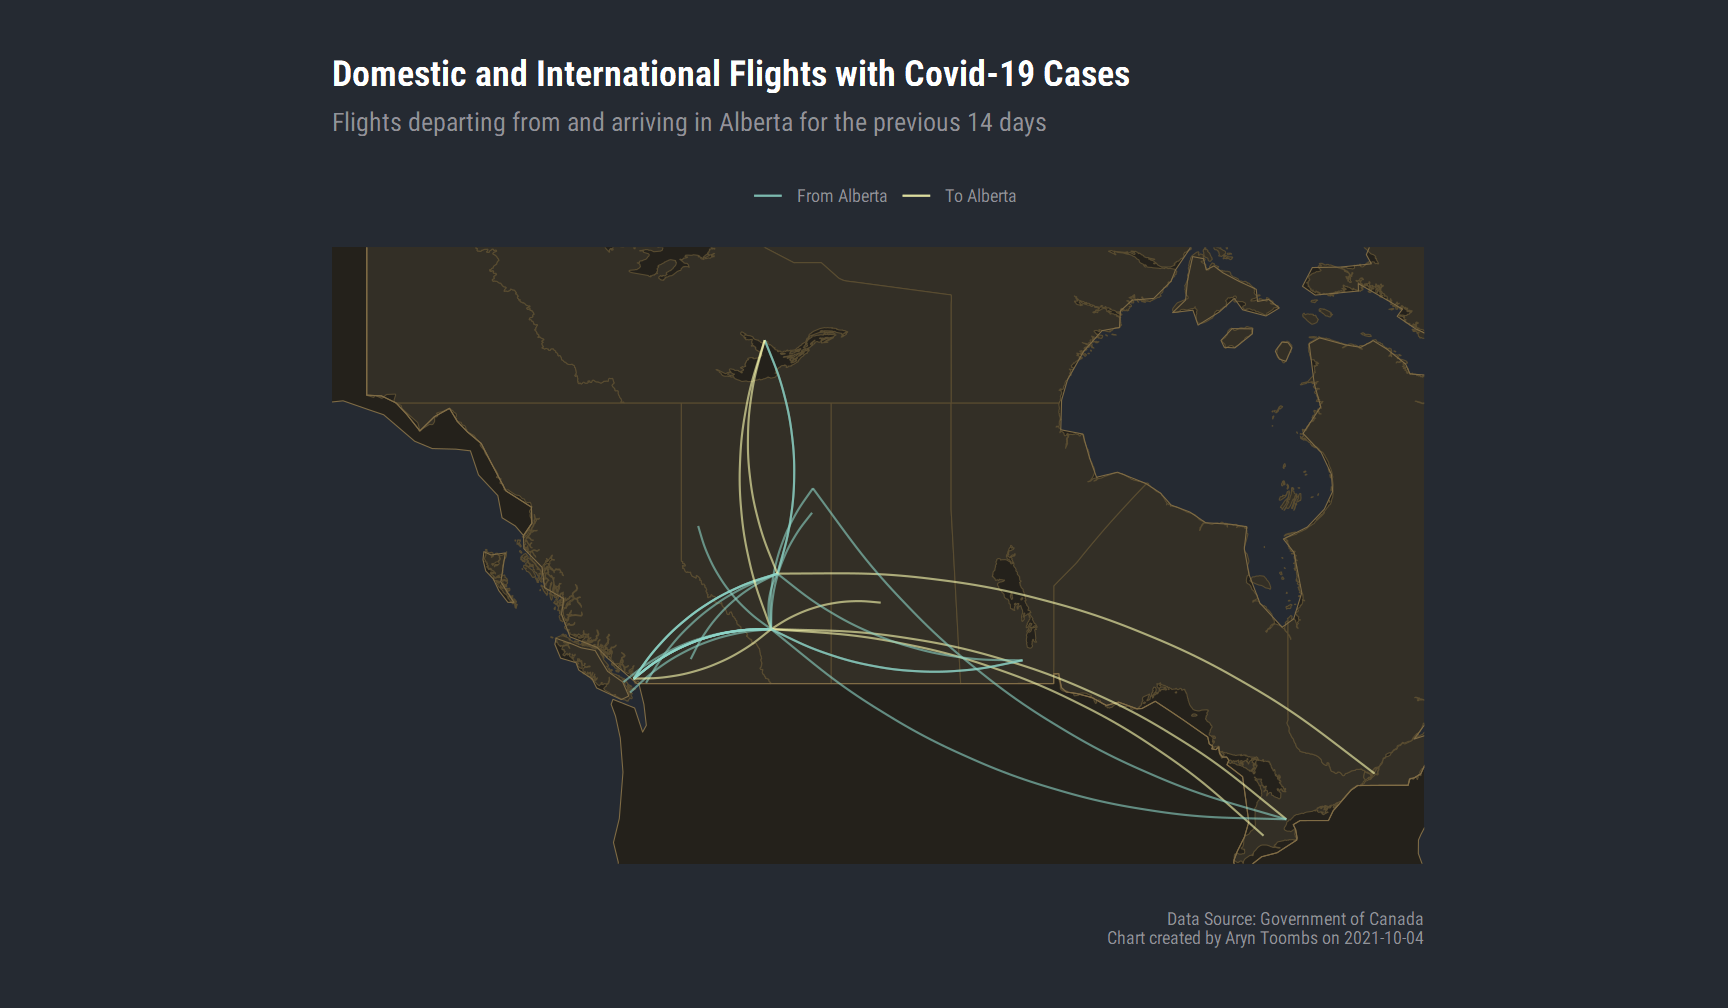 Domestic and International Flights with Covid-19 Cases
Flights departing from and arriving in Alberta for the previous 14 days
From Alberta To Alberta
Data Source: Government of Canada
Chart created by Aryn Toombs on 2021-10-04